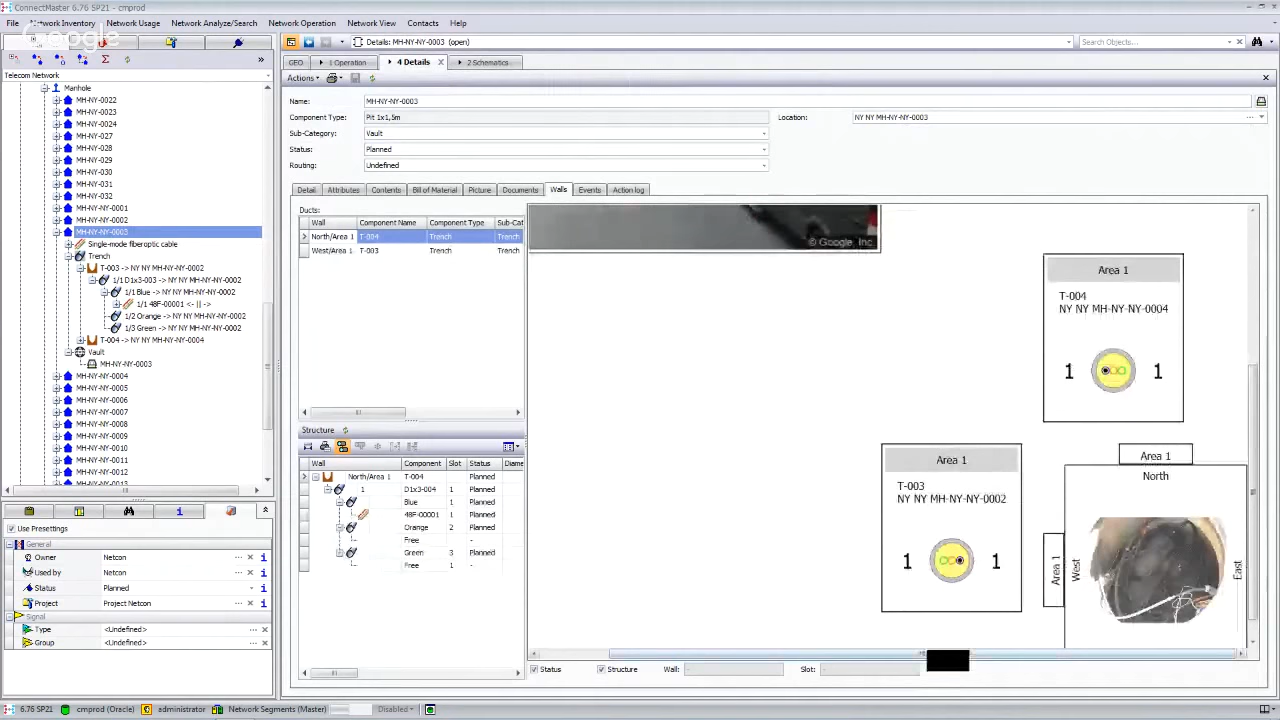 ConnectMaster 6.76 SP21 - cmprod
File Network Inventory Network Usage Network Analyze/Search Network Operation Network View Contacts Help
Google
Details: MH-NY-NY-0003 (open)
Search Objects...
GEO 1 Operation 4 Details 2 Schematics
Actions
Telecom Network
Manhole
MH-NY-0022
MH-NY-0023
MH-NY-0024
MH-NY-027
MH-NY-028
MH-NY-029
MH-NY-030
MH-NY-031
MH-NY-032
MH-NY-NY-0001
MH-NY-NY-0002
MH-NY-NY-0003
Single-mode fiberoptic cable
Trench
T-003 -> NY NY MH-NY-NY-0002
1/1 D1x3-003 -> NY NY MH-NY-NY-0002
1/1 Blue -> NY NY MH-NY-NY-0002
1/1 48F-00001 <- || ->
1/2 Orange -> NY NY MH-NY-NY-0002
1/3 Green -> NY NY MH-NY-NY-0002
T-004 -> NY NY MH-NY-NY-0004
Vault
MH-NY-NY-0003
MH-NY-NY-0004
MH-NY-NY-0005
MH-NY-NY-0006
MH-NY-NY-0007
MH-NY-NY-0008
MH-NY-NY-0009
MH-NY-NY-0010
MH-NY-NY-0011
MH-NY-NY-0012
MH-NY-NY-0013
Use Presettings
General
Owner Netcon
Used by Netcon
Status Planned
Project Project Netcon
Signal
Type <Undefined>
Group <Undefined>
Name: MH-NY-NY-0003
Component Type: Pit 1x1,5m Location: NY NY MH-NY-NY-0003
Sub-Category: Vault
Status: Planned
Routing: Undefined
Detail Attributes Contents Bill of Material Picture Documents Walls Events Action log
Ducts:
Wall Component Name Component Type Sub-Cat
North/Area 1 T-004 Trench Trench
West/Area 1 T-003 Trench Trench
Structure
Wall Component Slot Status Diame
North/Area 1 T-004 Planned
1 D1x3-004 1 Planned
Blue 1 Planned
48F-00001 1 Planned
Orange 2 Planned
Free -
Green 3 Planned
Free 1 -
© Google, Inc.
Area 1
T-004
NY NY MH-NY-NY-0004
1 1
Area 1
T-003
NY NY MH-NY-NY-0002
1 1
Area 1
North
Area 1
West
East
Status Structure Wall: - Slot: -
6.76 SP21 cmprod (Oracle) administrator Network Segments (Master) Disabled